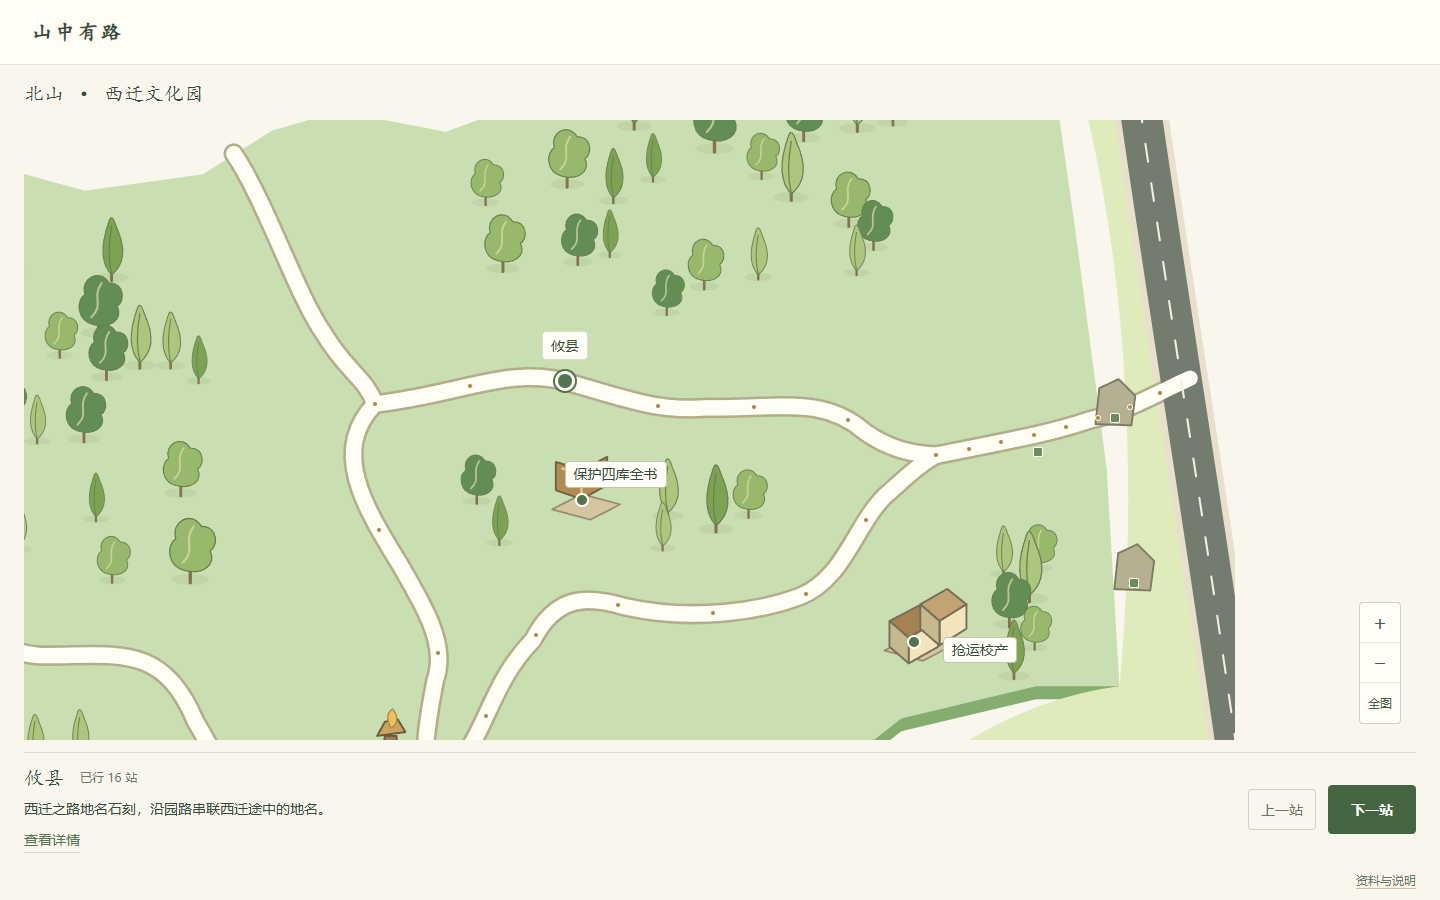 山中有路
北山 • 西迁文化园
攸县
保护四库全书
抢运校产
+
−
全图
攸县 已行 16 站
西迁之路地名石刻，沿园路串联西迁途中的地名。
查看详情
上一站
下一站
资料与说明